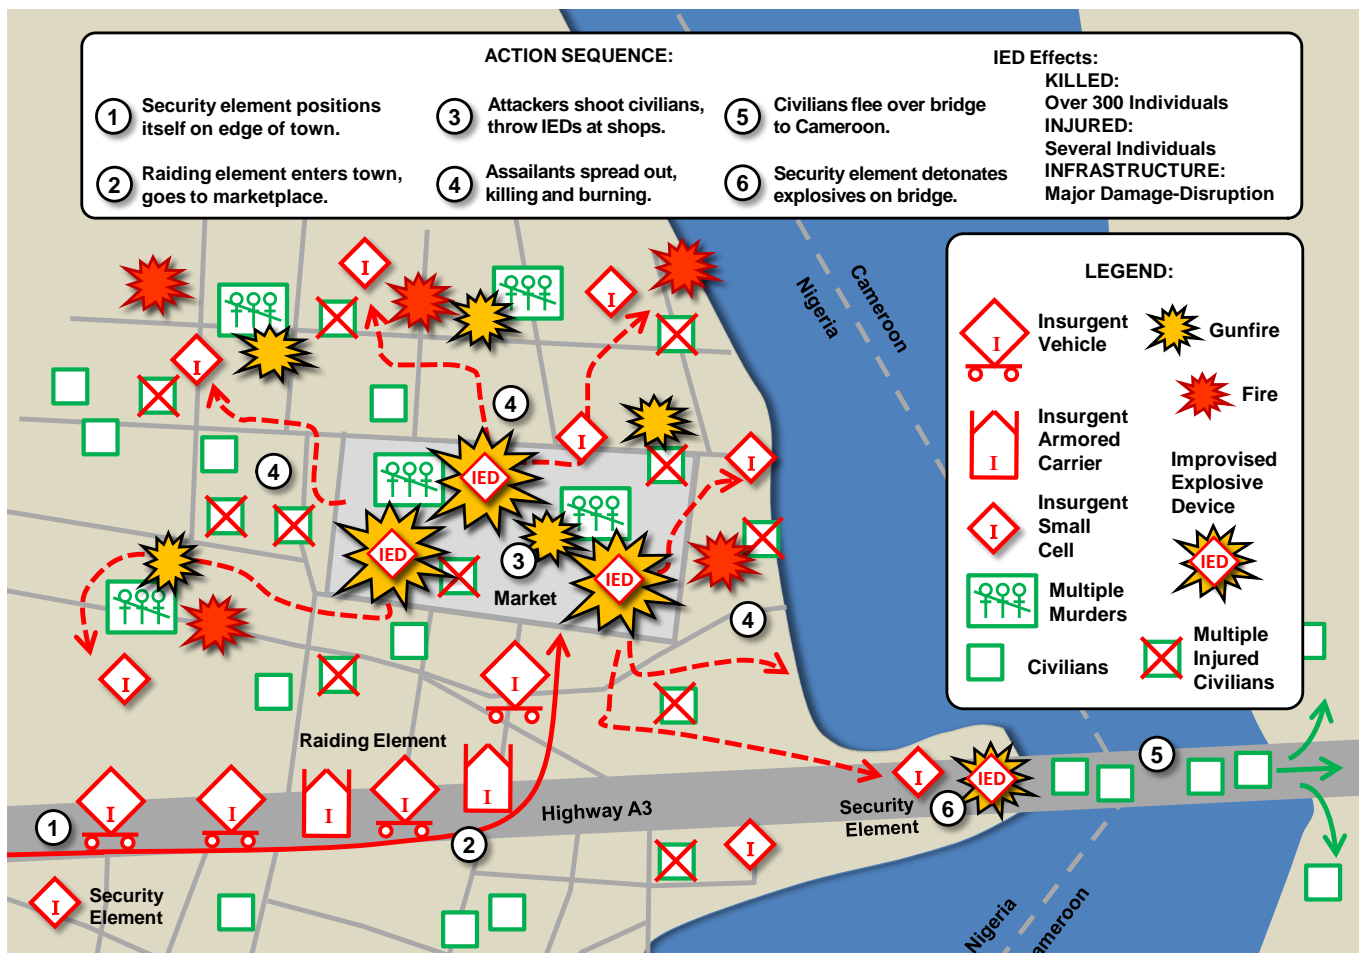 ACTION SEQUENCE:
1 Security element positions
itself on edge of town.
2 Raiding element enters town,
goes to marketplace.
3 Attackers shoot civilians,
throw IEDs at shops.
4 Assailants spread out,
killing and burning.
5 Civilians flee over bridge
to Cameroon.
6 Security element detonates
explosives on bridge.
IED Effects:
KILLED:
Over 300 Individuals
INJURED:
Several Individuals
INFRASTRUCTURE:
Major Damage-Disruption
LEGEND:
I
Insurgent
Vehicle
I
Insurgent
Armored
Carrier
I
Insurgent
Small
Cell
Multiple
Murders
Civilians
Gunfire
Fire
Improvised
Explosive
Device
IED
Multiple
Injured
Civilians
Cameroon
Nigeria
I
I
I
4
I
I
4
IED
IED
3
IED
Market
4
I
I
Raiding Element
I
I
I
I
I
1
2
Highway A3
I
Security
Element
6
IED
5
I
I
Security
Element
Nigeria
ameroon